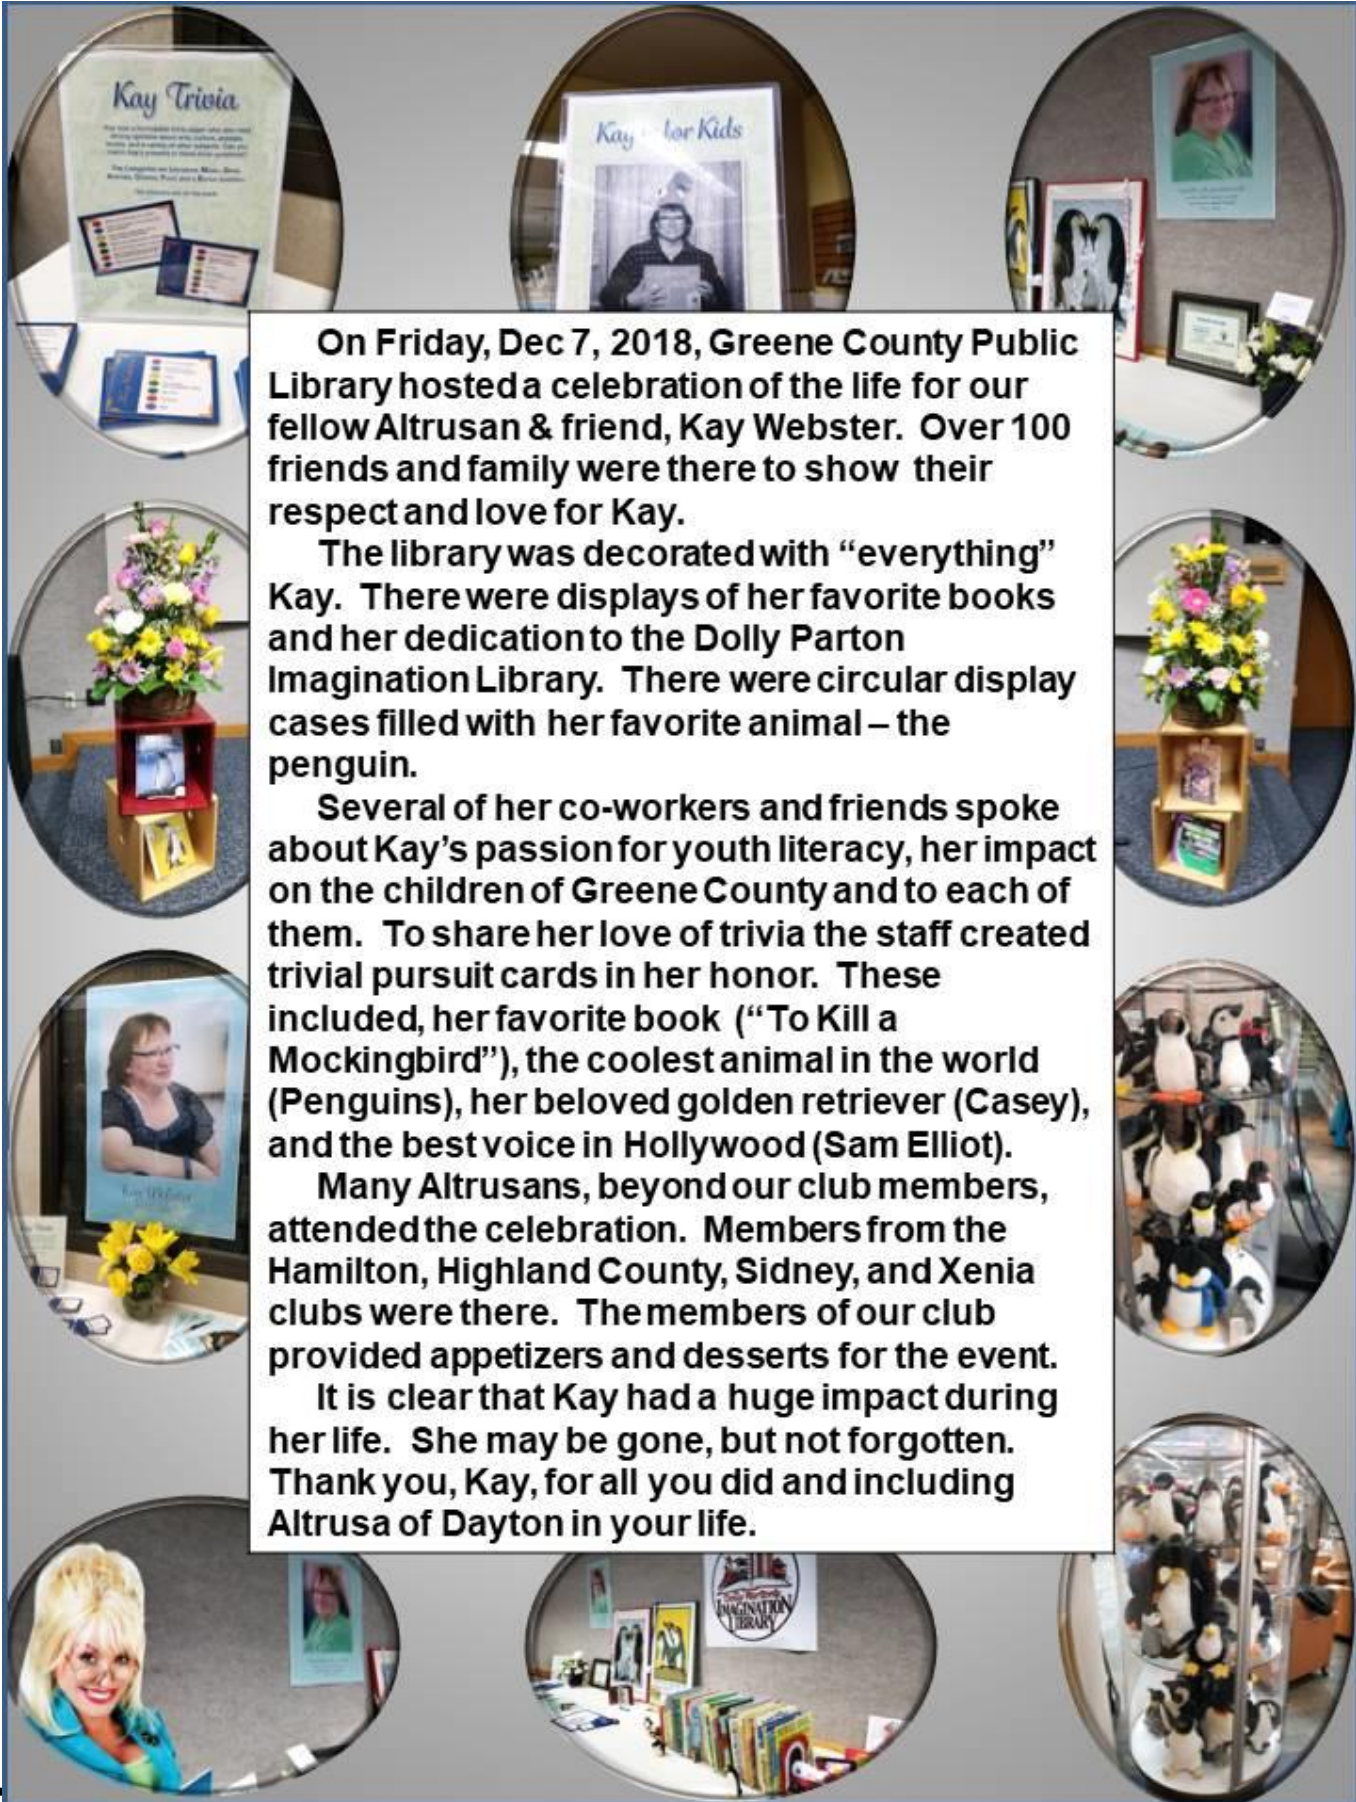 Kay Trivia
Kay for Kids
On Friday, Dec 7, 2018, Greene County Public
Library hosted a celebration of the life for our
fellow Altrusan & friend, Kay Webster. Over 100
friends and family were there to show their
respect and love for Kay.
The library was decorated with “everything”
Kay. There were displays of her favorite books
and her dedication to the Dolly Parton
Imagination Library. There were circular display
cases filled with her favorite animal – the
penguin.
Several of her co-workers and friends spoke
about Kay’s passion for youth literacy, her impact
on the children of Greene County and to each of
them. To share her love of trivia the staff created
trivial pursuit cards in her honor. These
included, her favorite book (“To Kill a
Mockingbird”), the coolest animal in the world
(Penguins), her beloved golden retriever (Casey),
and the best voice in Hollywood (Sam Elliot).
Many Altrusans, beyond our club members,
attended the celebration. Members from the
Hamilton, Highland County, Sidney, and Xenia
clubs were there. The members of our club
provided appetizers and desserts for the event.
It is clear that Kay had a huge impact during
her life. She may be gone, but not forgotten.
Thank you, Kay, for all you did and including
Altrusa of Dayton in your life.
Kay Webster
IMAGINATION
LIBRARY